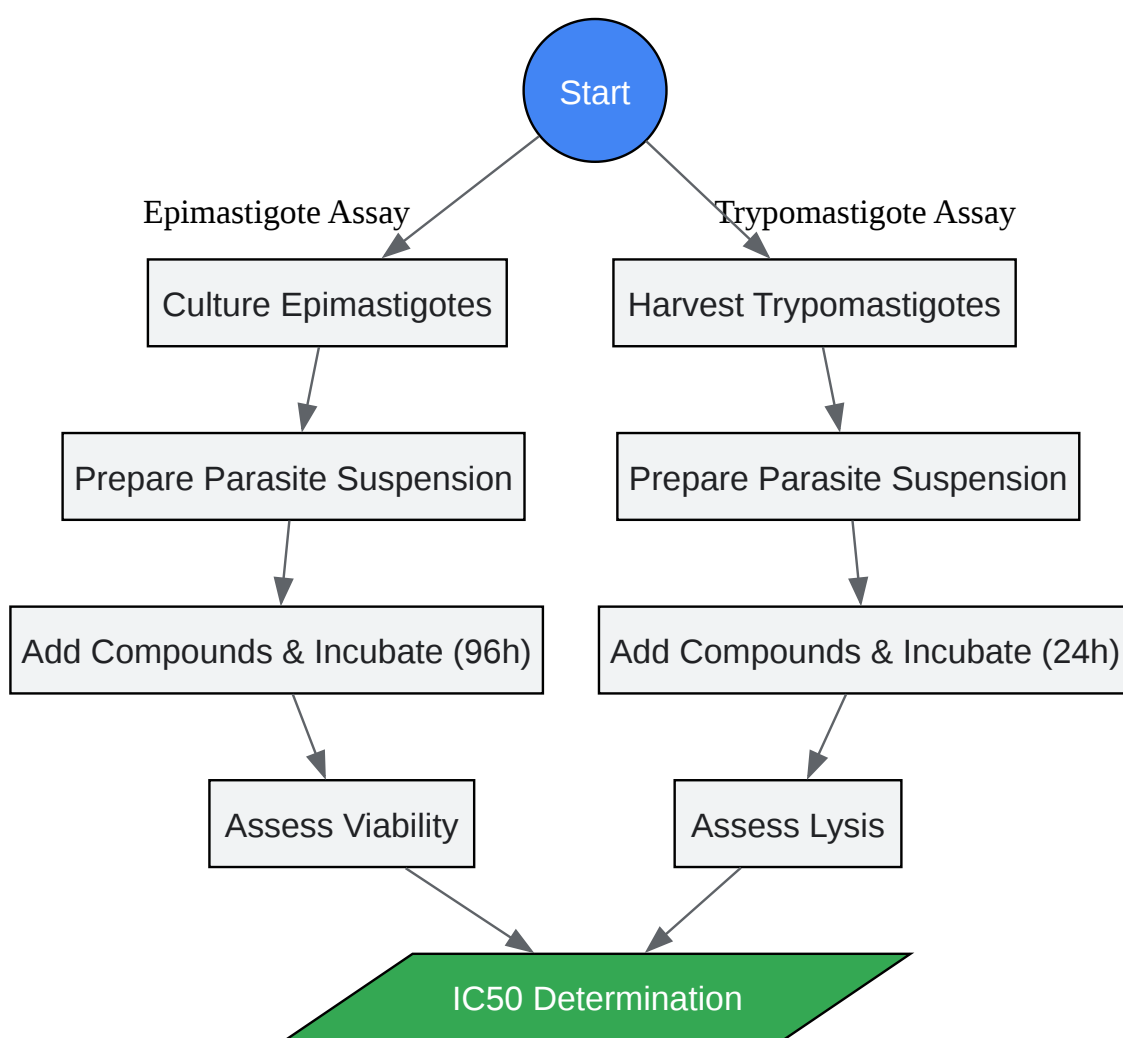 Start
Epimastigote Assay
Trypomastigote Assay
Culture Epimastigotes
Harvest Trypomastigotes
Prepare Parasite Suspension
Prepare Parasite Suspension
Add Compounds & Incubate (96h)
Add Compounds & Incubate (24h)
Assess Viability
Assess Lysis
IC50 Determination